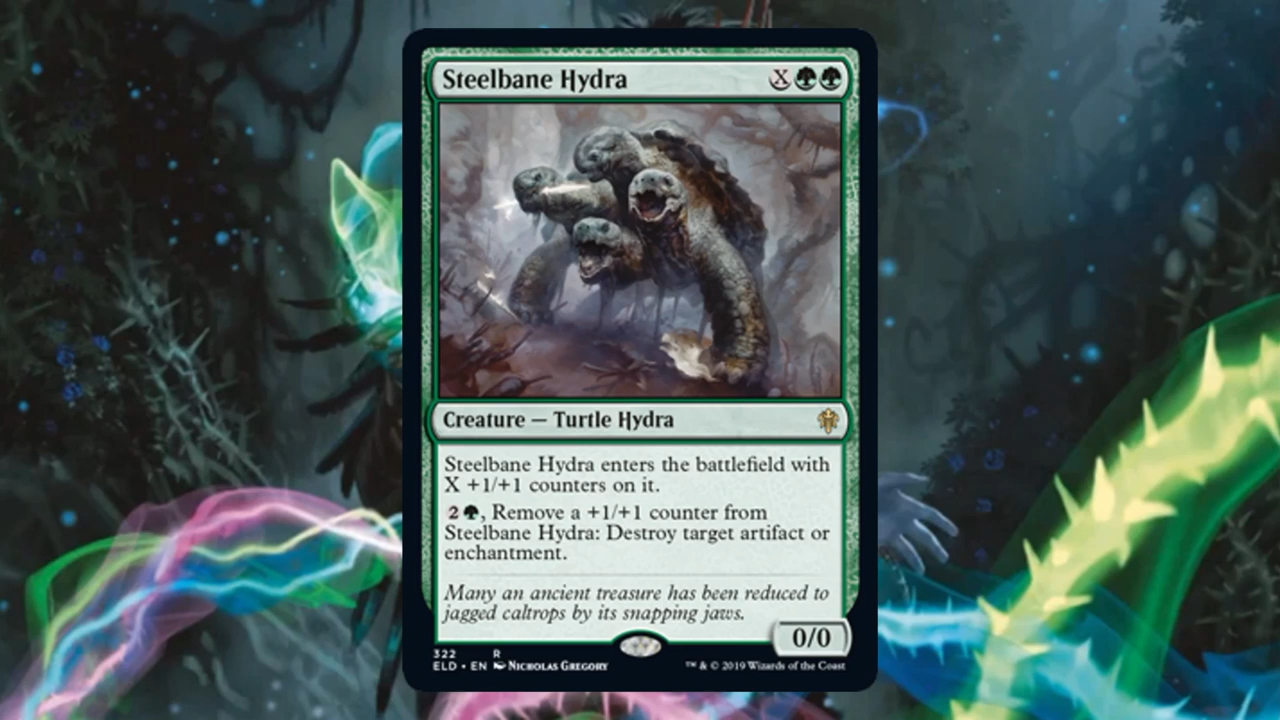 Steelbane Hydra X
Creature — Turtle Hydra
Steelbane Hydra enters the battlefield with
X +1/+1 counters on it.
2, Remove a +1/+1 counter from
Steelbane Hydra: Destroy target artifact or
enchantment.
Many an ancient treasure has been reduced to
jagged caltrops by its snapping jaws.
0/0
322 R
ELD • EN Nicholas Gregory ™ & © 2019 Wizards of the Coast